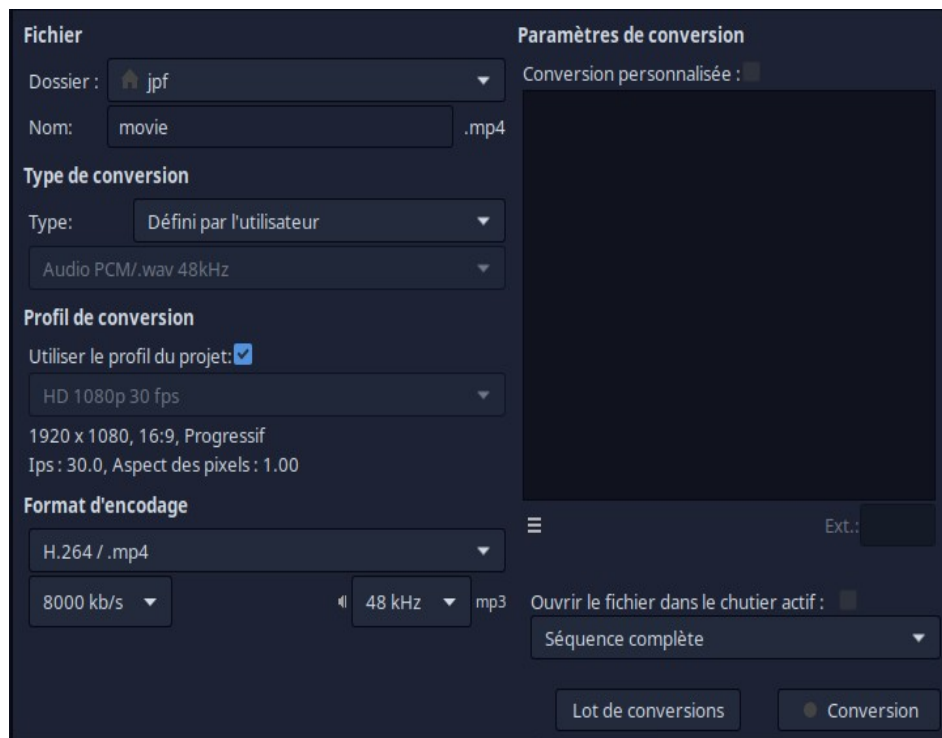 Fichier
Dossier :
jpf
Nom:
movie
.mp4
Type de conversion
Type:
Défini par l'utilisateur
Audio PCM/.wav 48kHz
Profil de conversion
Utiliser le profil du projet:
HD 1080p 30 fps
1920 x 1080, 16:9, Progressif
Ips : 30.0, Aspect des pixels : 1.00
Format d'encodage
H.264 / .mp4
8000 kb/s
48 kHz
mp3
Paramètres de conversion
Conversion personnalisée :
Ext.:
Ouvrir le fichier dans le chutier actif :
Séquence complète
Lot de conversions
Conversion